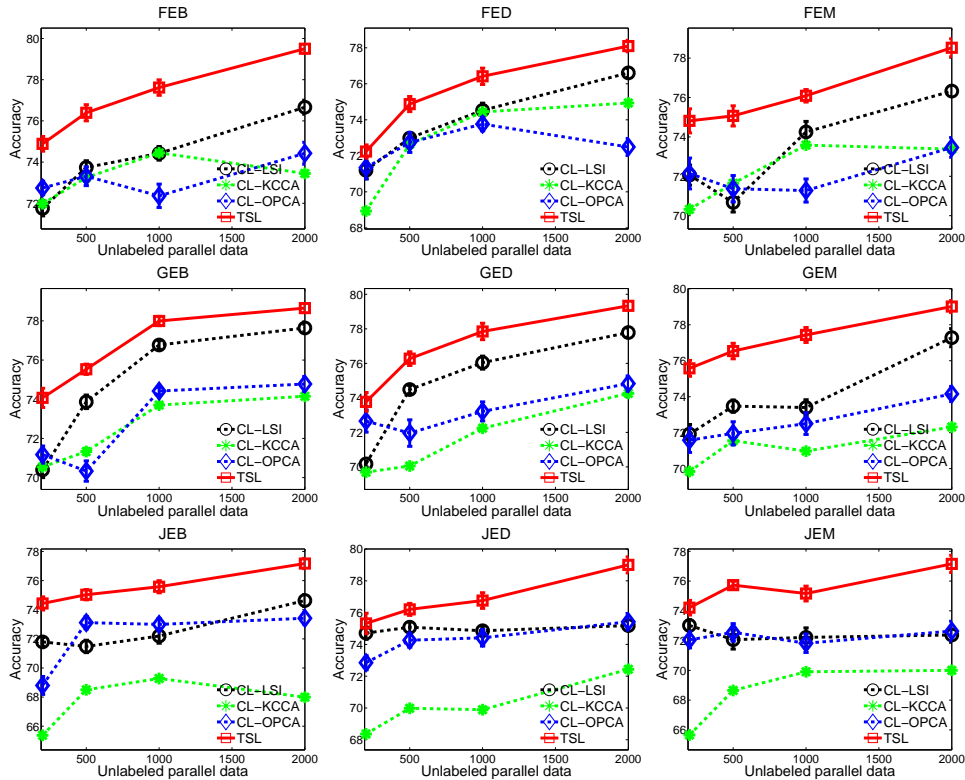 FEB
80
78
76
74
72
Accuracy
CL-LSI
CL-KCCA
CL-OPCA
TSL
500
1000
1500
2000
Unlabeled parallel data
FED
78
76
74
72
70
68
Accuracy
CL-LSI
CL-KCCA
CL-OPCA
TSL
500
1000
1500
2000
Unlabeled parallel data
FEM
78
76
74
72
70
Accuracy
CL-LSI
CL-KCCA
CL-OPCA
TSL
500
1000
1500
2000
Unlabeled parallel data
GEB
78
76
74
72
70
Accuracy
CL-LSI
CL-KCCA
CL-OPCA
TSL
500
1000
1500
2000
Unlabeled parallel data
GED
80
78
76
74
72
70
Accuracy
CL-LSI
CL-KCCA
CL-OPCA
TSL
500
1000
1500
2000
Unlabeled parallel data
GEM
80
78
76
74
72
70
Accuracy
CL-LSI
CL-KCCA
CL-OPCA
TSL
500
1000
1500
2000
Unlabeled parallel data
JEB
78
76
74
72
70
68
66
Accuracy
CL-LSI
CL-KCCA
CL-OPCA
TSL
500
1000
1500
2000
Unlabeled parallel data
JED
80
78
76
74
72
70
68
Accuracy
CL-LSI
CL-KCCA
CL-OPCA
TSL
500
1000
1500
2000
Unlabeled parallel data
JEM
78
76
74
72
70
68
66
Accuracy
CL-LSI
CL-KCCA
CL-OPCA
TSL
500
1000
1500
2000
Unlabeled parallel data